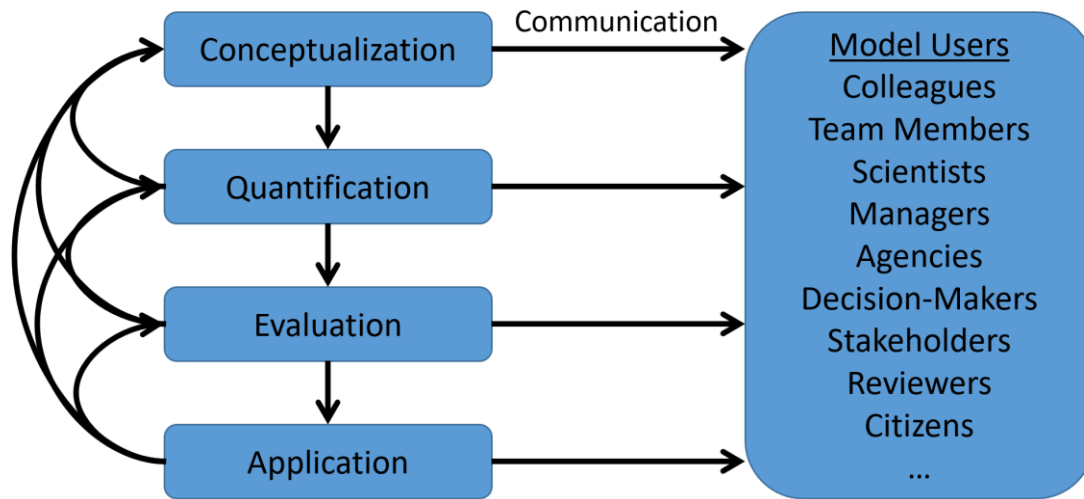 Conceptualization
Communication
Quantification
Evaluation
Application
Model Users
Colleagues
Team Members
Scientists
Managers
Agencies
Decision-Makers
Stakeholders
Reviewers
Citizens
...